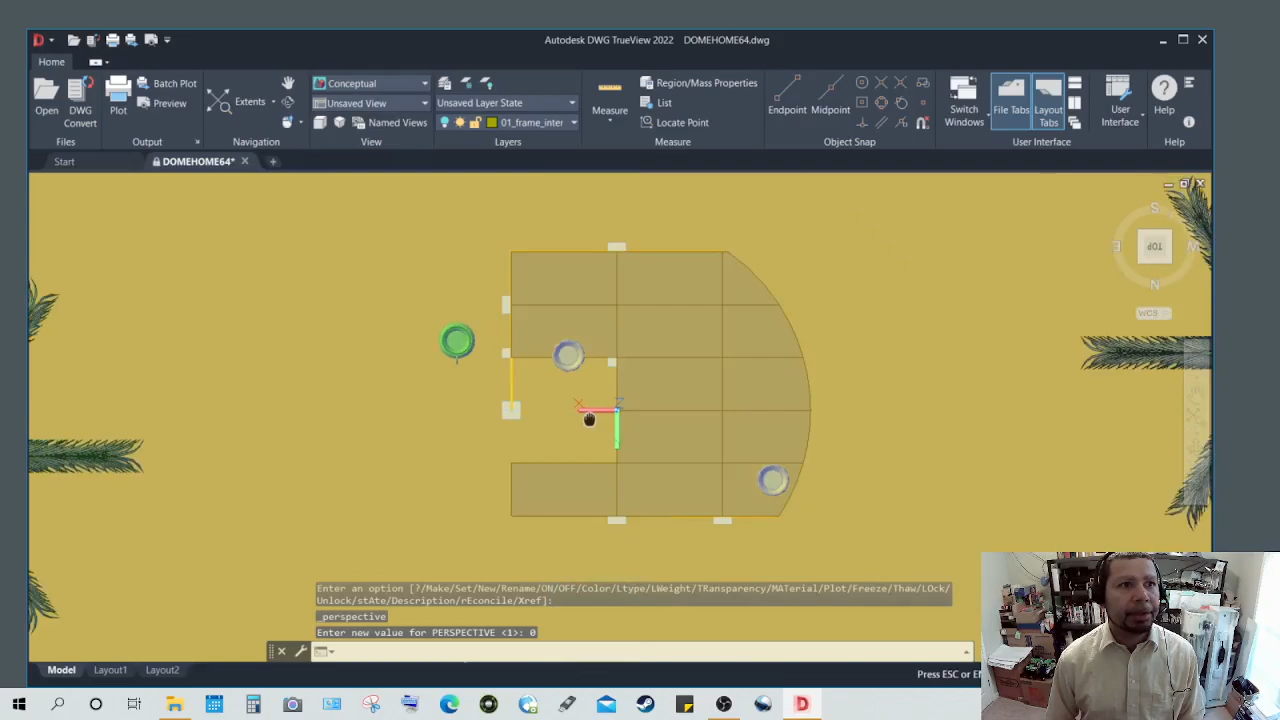 Autodesk DWG TrueView 2022 DOMEHOME64.dwg
Home
Open
DWG Convert
Files
Plot
Batch Plot
Preview
Output
Extents
Navigation
Conceptual
Unsaved View
Named Views
View
Unsaved Layer State
01_frame_inter
Layers
Measure
Region/Mass Properties
List
Locate Point
Measure
Endpoint
Midpoint
Object Snap
Switch Windows
File Tabs
Layout Tabs
User Interface
User Interface
Help
Help
Start
DOMEHOME64*
S
E
TOP
W
N
WCS
X
Z
Enter an option [?/Make/Set/New/Rename/ON/OFF/Color/Ltype/LWeight/TRansparency/MATerial/Plot/Freeze/Thaw/LOck/
Unlock/stAte/Description/rEconcile/Xref]:
_perspective
Enter new value for PERSPECTIVE <1>: 0
Model
Layout1
Layout2
Press ESC or EN